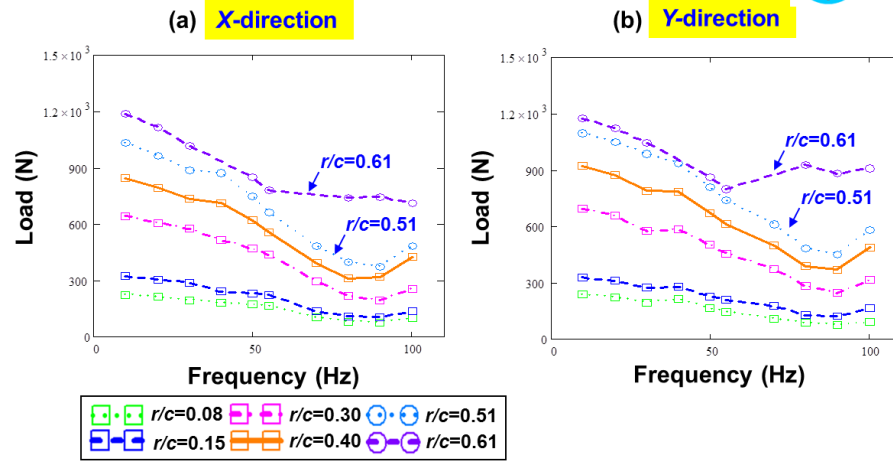 (a) X-direction
(b) Y-direction
1.5×10³
1.2×10³
900
600
300
0
0
50
100
Load (N)
Frequency (Hz)
r/c=0.61
r/c=0.51
1.5×10³
1.2×10³
900
600
300
0
0
50
100
Load (N)
Frequency (Hz)
r/c=0.61
r/c=0.51
r/c=0.08 r/c=0.30 r/c=0.51
r/c=0.15 r/c=0.40 r/c=0.61